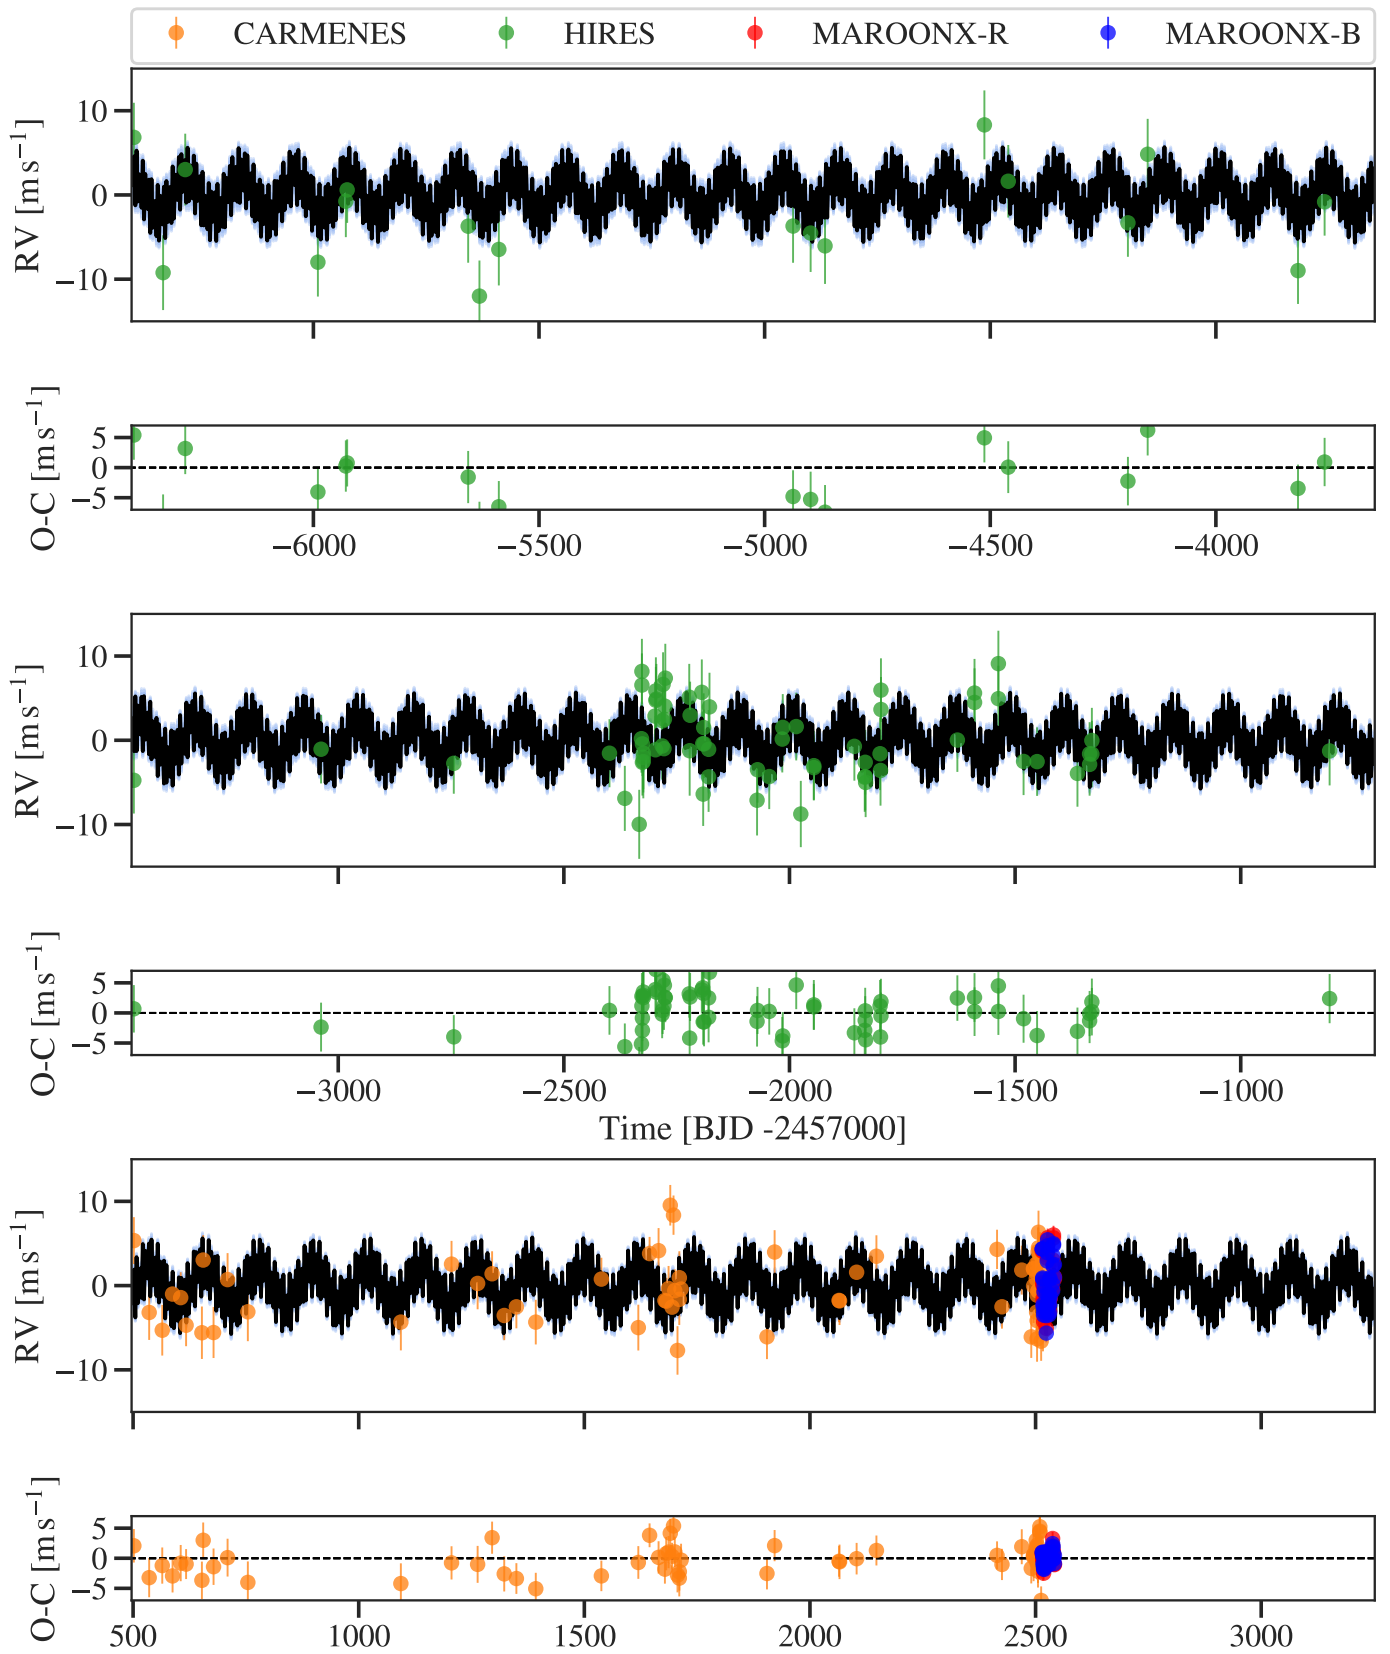 CARMENES HIRES MAROONX-R MAROONX-B
RV [m s−1]
10
0
−10
O-C [m s−1]
5
0
−5
−6000 −5500 −5000 −4500 −4000
RV [m s−1]
10
0
−10
O-C [m s−1]
5
0
−5
−3000 −2500 −2000 −1500 −1000
Time [BJD -2457000]
RV [m s−1]
10
0
−10
O-C [m s−1]
5
0
−5
500 1000 1500 2000 2500 3000